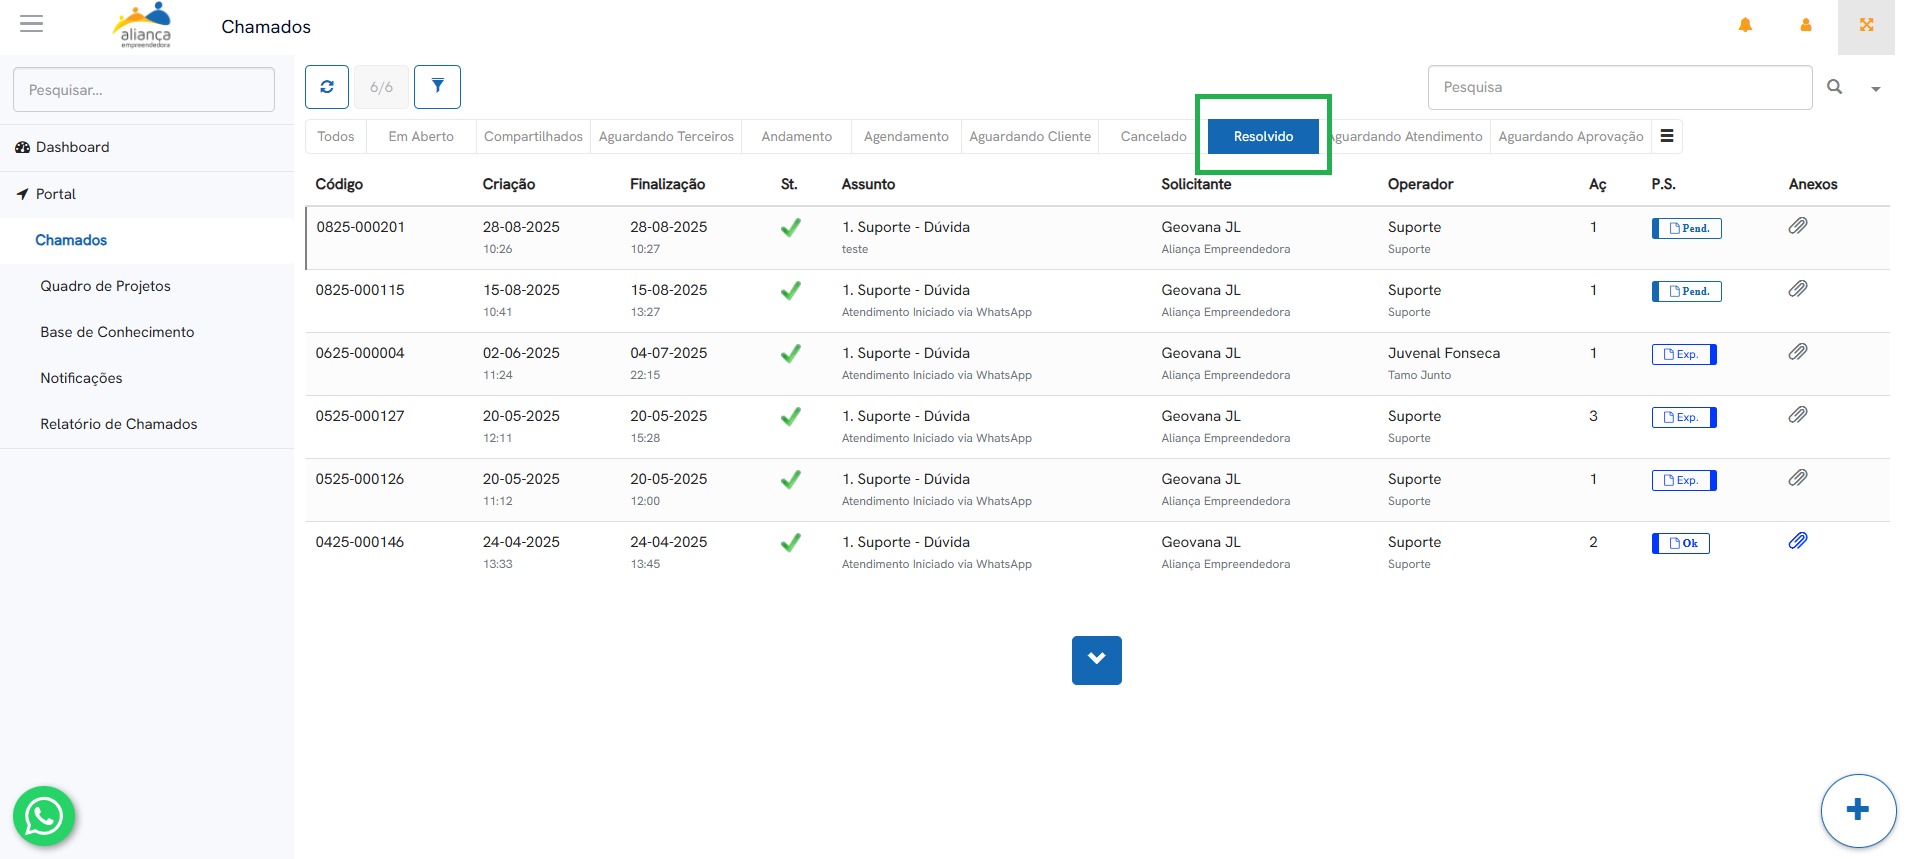 aliança
empreendedora
Chamados
Pesquisar...
6/6
Pesquisa
Todos Em Aberto Compartilhados Aguardando Terceiros Andamento Agendamento Aguardando Cliente Cancelado Resolvido guardando Atendimento Aguardando Aprovação
Dashboard
Portal
Chamados
Quadro de Projetos
Base de Conhecimento
Notificações
Relatório de Chamados
Código Criação Finalização St. Assunto Solicitante Operador Aç P.S. Anexos
0825-000201 28-08-2025 28-08-2025 1. Suporte - Dúvida Geovana JL Suporte 1 Pend.
10:26 10:27 teste Aliança Empreendedora Suporte
0825-000115 15-08-2025 15-08-2025 1. Suporte - Dúvida Geovana JL Suporte 1 Pend.
10:41 13:27 Atendimento Iniciado via WhatsApp Aliança Empreendedora Suporte
0625-000004 02-06-2025 04-07-2025 1. Suporte - Dúvida Geovana JL Juvenal Fonseca 1 Exp.
11:24 22:15 Atendimento Iniciado via WhatsApp Aliança Empreendedora Tamo Junto
0525-000127 20-05-2025 20-05-2025 1. Suporte - Dúvida Geovana JL Suporte 3 Exp.
12:11 15:28 Atendimento Iniciado via WhatsApp Aliança Empreendedora Suporte
0525-000126 20-05-2025 20-05-2025 1. Suporte - Dúvida Geovana JL Suporte 1 Exp.
11:12 12:00 Atendimento Iniciado via WhatsApp Aliança Empreendedora Suporte
0425-000146 24-04-2025 24-04-2025 1. Suporte - Dúvida Geovana JL Suporte 2 Ok
13:33 13:45 Atendimento Iniciado via WhatsApp Aliança Empreendedora Suporte